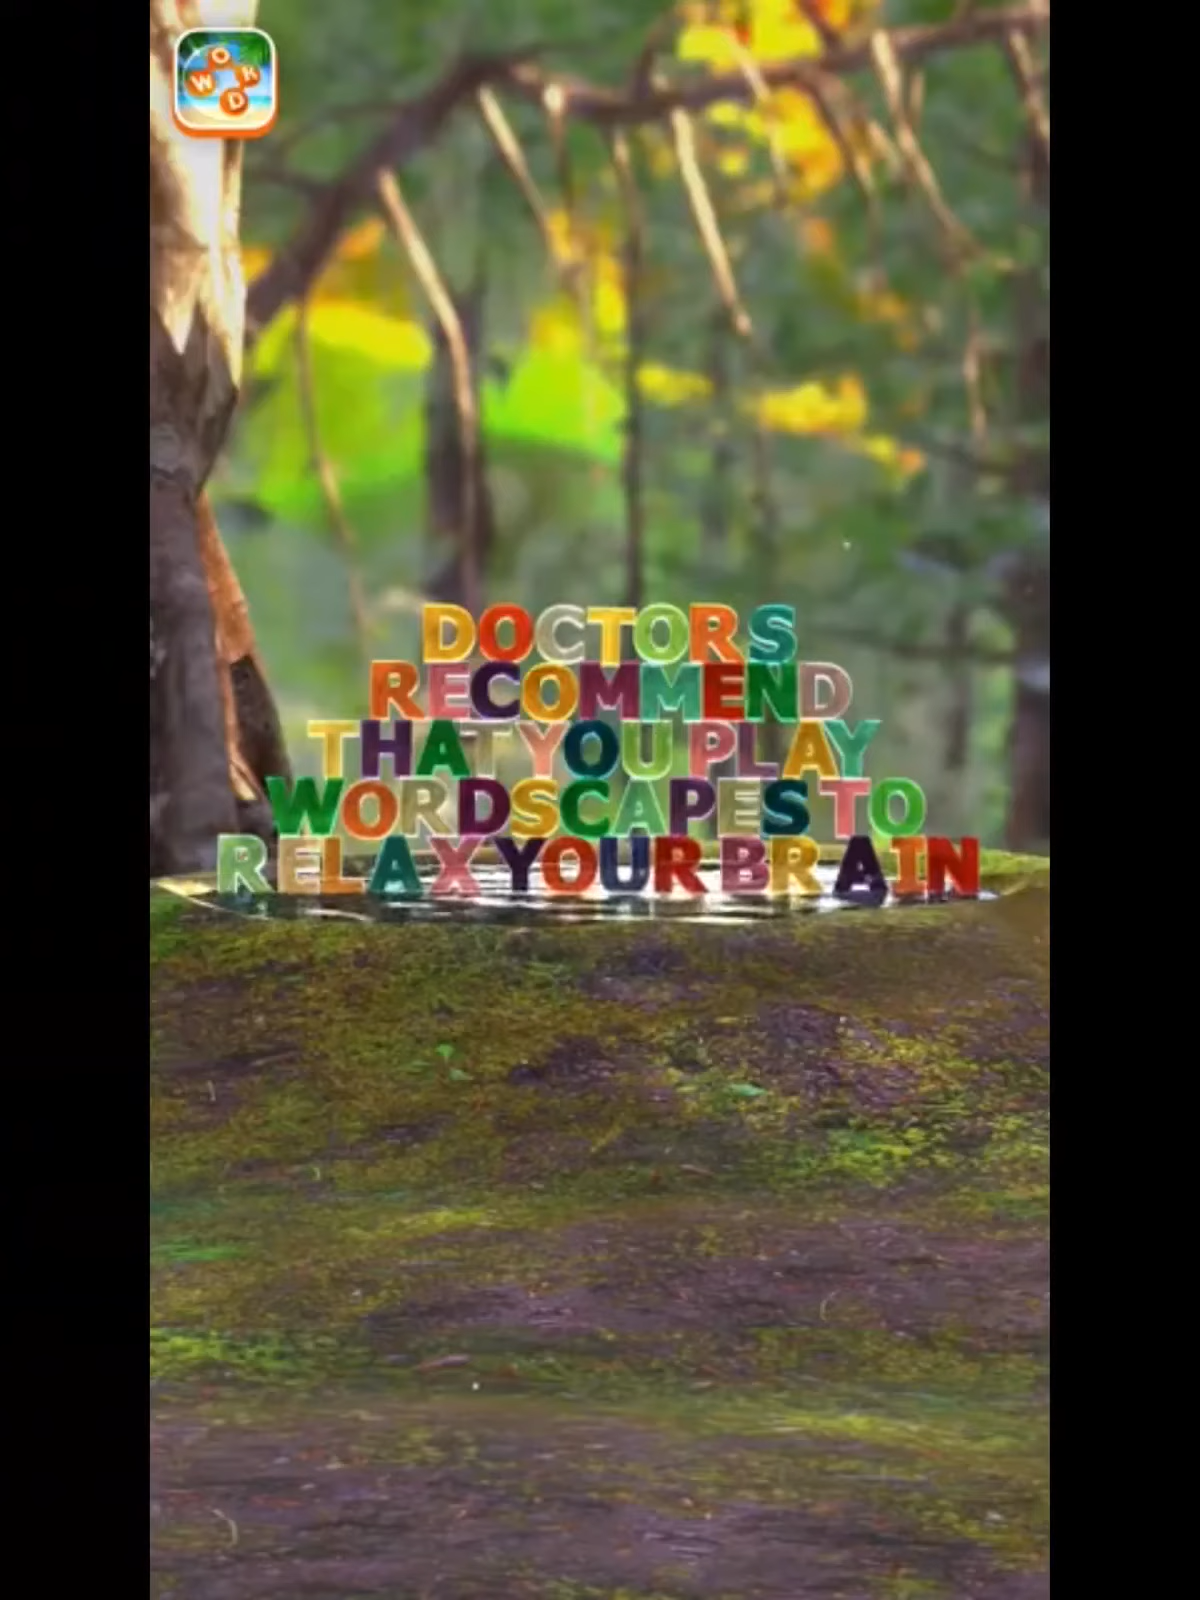 W O R D
DOCTORS
RECOMMEND
THAT YOU PLAY
WORDSCAPES TO
RELAX YOUR BRAIN